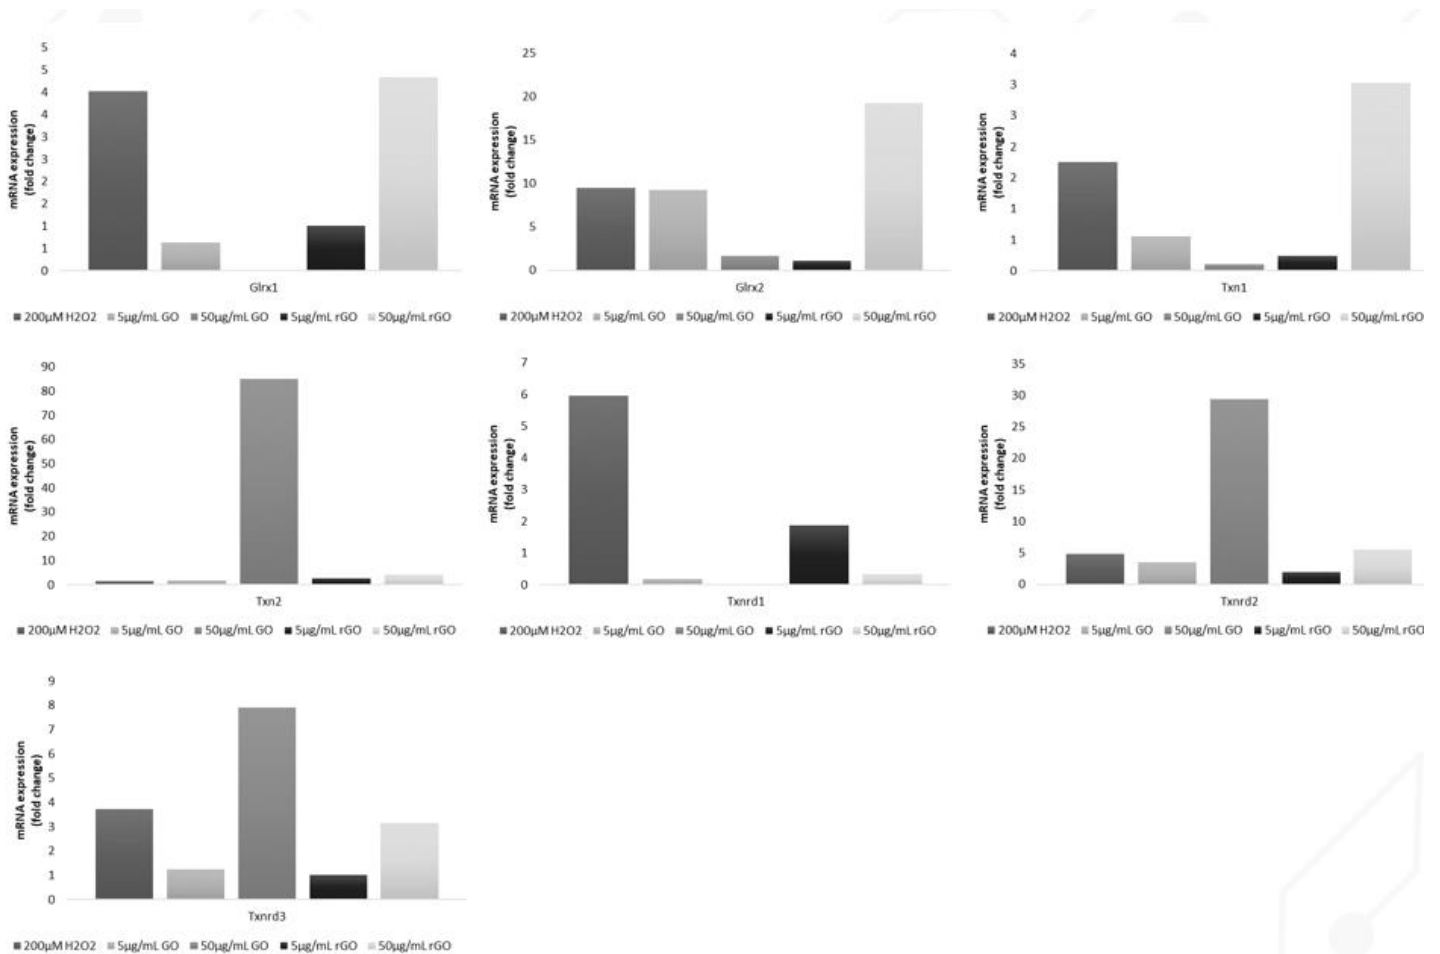 mRNA expression
(fold change)
5
5
4
4
3
3
2
2
1
1
0
Glrx1
200µM H2O2 5µg/mL GO 50µg/mL GO 5µg/mL rGO 50µg/mL rGO
mRNA expression
(fold change)
25
20
15
10
5
0
Glrx2
200µM H2O2 5µg/mL GO 50µg/mL GO 5µg/mL rGO 50µg/mL rGO
mRNA expression
(fold change)
4
3
3
2
2
1
1
0
Txn1
200µM H2O2 5µg/mL GO 50µg/mL GO 5µg/mL rGO 50µg/mL rGO
mRNA expression
(fold change)
90
80
70
60
50
40
30
20
10
0
Txn2
200µM H2O2 5µg/mL GO 50µg/mL GO 5µg/mL rGO 50µg/mL rGO
mRNA expression
(fold change)
7
6
5
4
3
2
1
0
Txnrd1
200µM H2O2 5µg/mL GO 50µg/mL GO 5µg/mL rGO 50µg/mL rGO
mRNA expression
(fold change)
35
30
25
20
15
10
5
0
Txnrd2
200µM H2O2 5µg/mL GO 50µg/mL GO 5µg/mL rGO 50µg/mL rGO
mRNA expression
(fold change)
9
8
7
6
5
4
3
2
1
0
Txnrd3
200µM H2O2 5µg/mL GO 50µg/mL GO 5µg/mL rGO 50µg/mL rGO